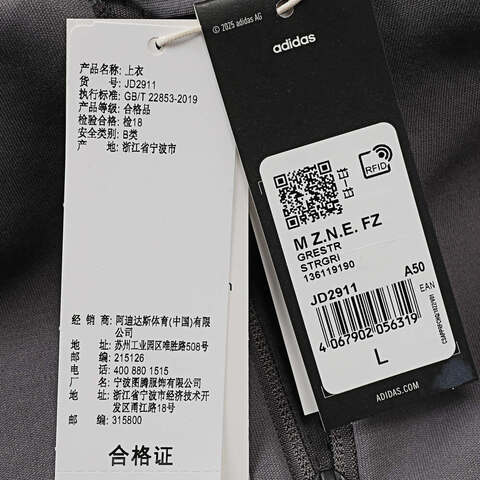 产品名称: 上衣
货 号: JD2911
执行标准: GB/T 22853-2019
产品等级: 合格品
检验合格: 检18
安全类别: B类
产 地: 浙江省宁波市
经 销 商: 阿迪达斯体育(中国)有限公司
地 址: 苏州工业园区唯胜路508号
邮 编: 215126
电 话: 400 880 1515
厂 名: 宁波图腾服饰有限公司
地 址: 浙江省宁波市经济技术开发区易江路18号
邮 编: 315800
合格证
© 2025 adidas AG
adidas
RFID
M Z.N.E. FZ
GRESTR
STRGRI
136119190
JD2911
A50
EAN
4 067902 056319
L
ADIDAS.COM